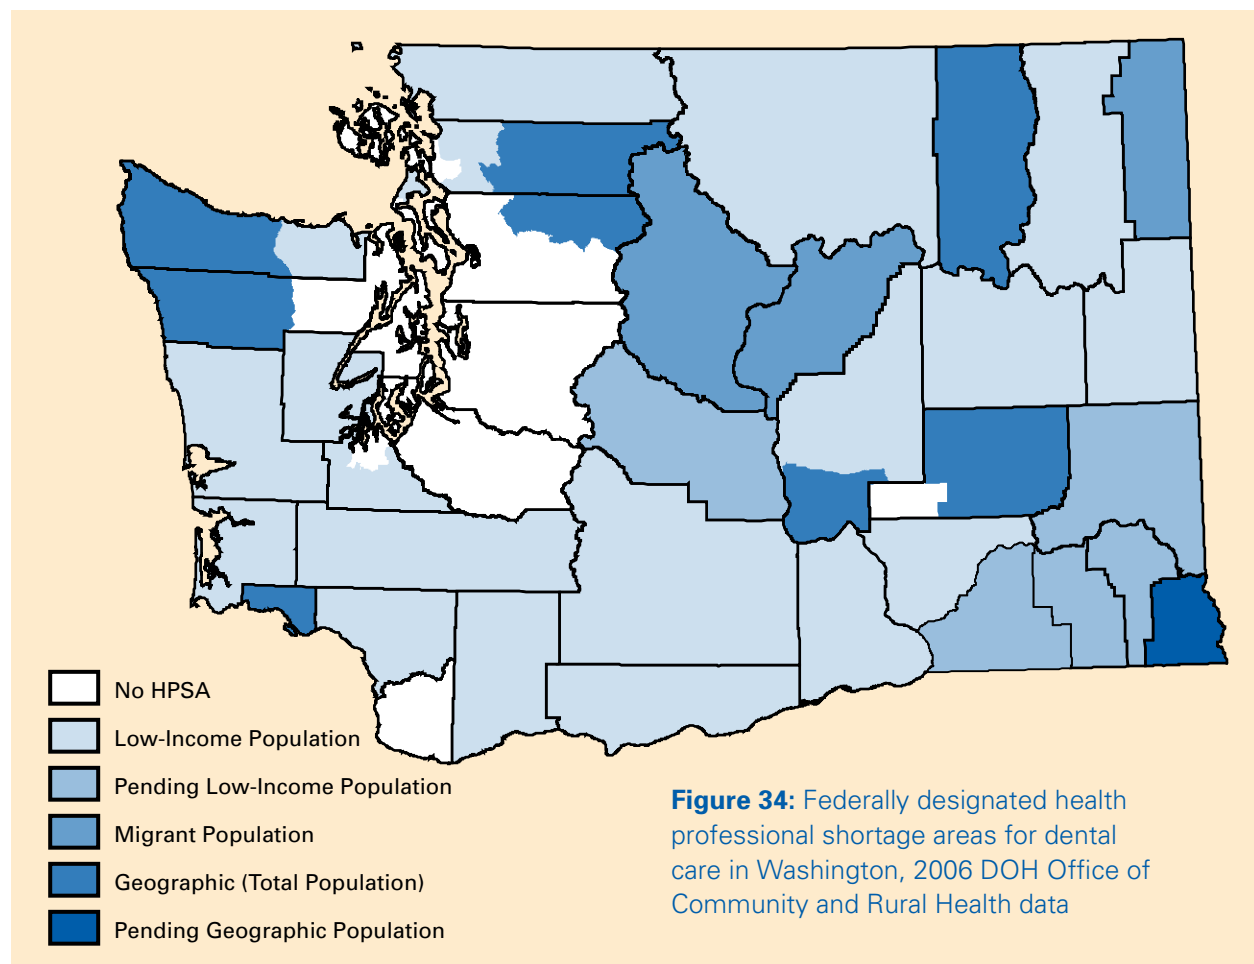 No HPSA
Low-Income Population
Pending Low-Income Population
Migrant Population
Geographic (Total Population)
Pending Geographic Population
Figure 34: Federally designated health
professional shortage areas for dental
care in Washington, 2006 DOH Office of
Community and Rural Health data